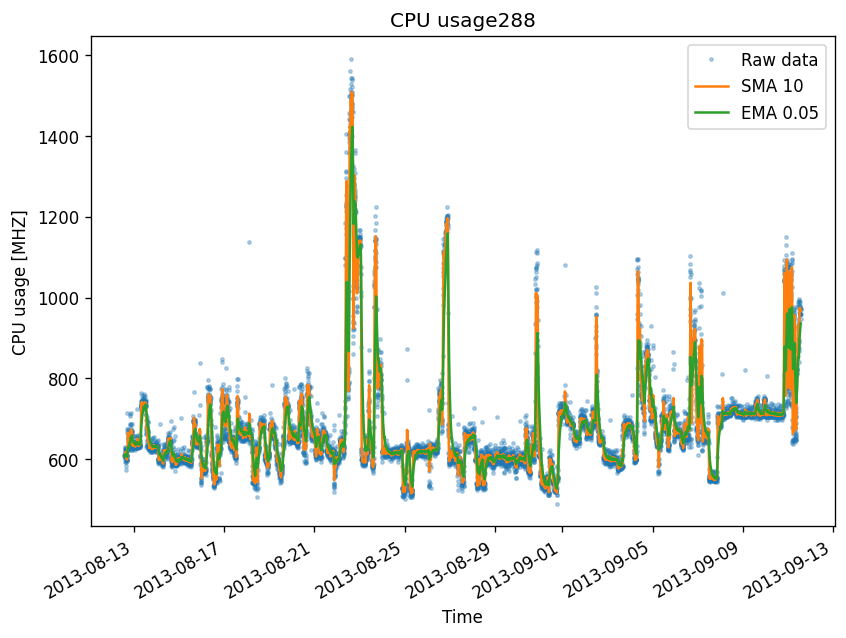 CPU usage288
Raw data
SMA 10
EMA 0.05
CPU usage [MHZ]
1600
1400
1200
1000
800
600
2013-08-13
2013-08-17
2013-08-21
2013-08-25
2013-08-29
2013-09-01
2013-09-05
2013-09-09
2013-09-13
Time